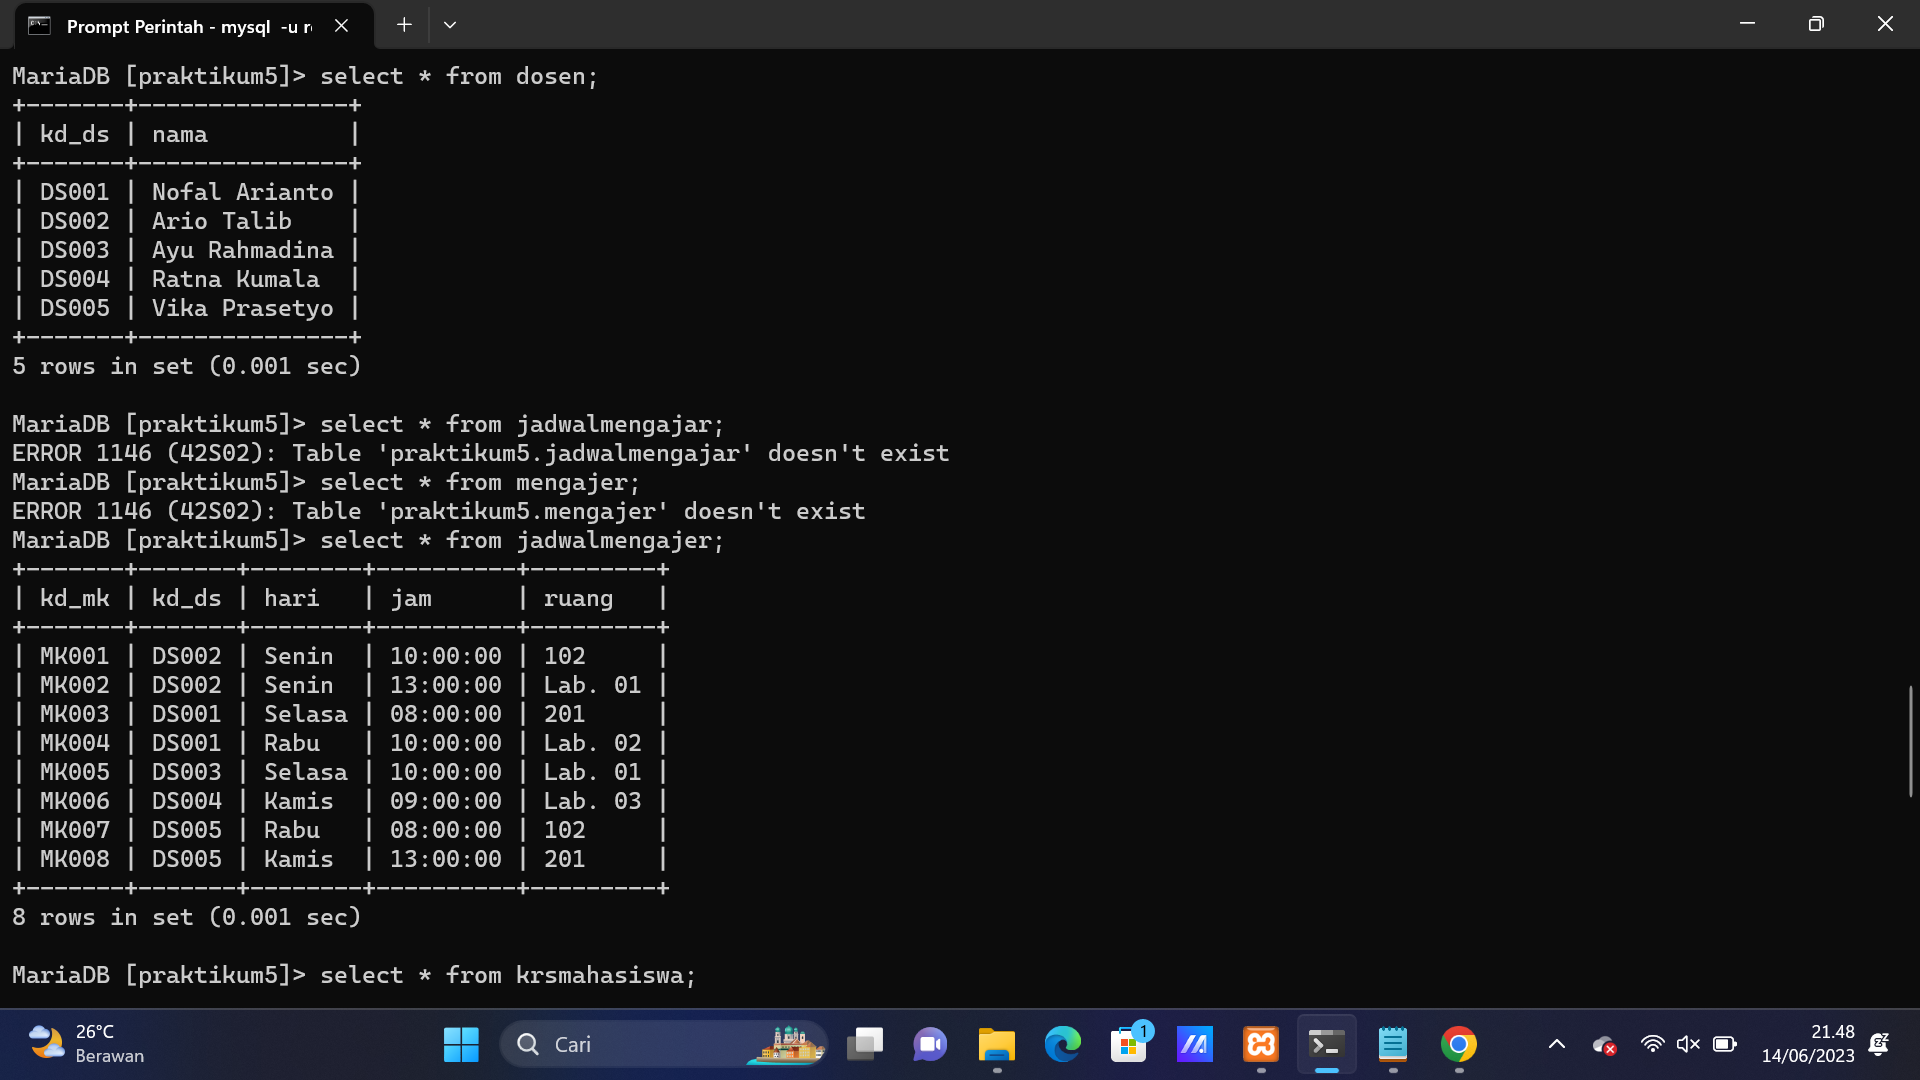 Prompt Perintah - mysql  -u r
MariaDB [praktikum5]> select * from dosen;
+-------+---------------+
| kd_ds | nama          |
+-------+---------------+
| DS001 | Nofal Arianto |
| DS002 | Ario Talib    |
| DS003 | Ayu Rahmadina |
| DS004 | Ratna Kumala  |
| DS005 | Vika Prasetyo |
+-------+---------------+
5 rows in set (0.001 sec)
MariaDB [praktikum5]> select * from jadwalmengajar;
ERROR 1146 (42S02): Table 'praktikum5.jadwalmengajar' doesn't exist
MariaDB [praktikum5]> select * from mengajer;
ERROR 1146 (42S02): Table 'praktikum5.mengajer' doesn't exist
MariaDB [praktikum5]> select * from jadwalmengajer;
+-------+-------+--------+----------+---------+
| kd_mk | kd_ds | hari   | jam      | ruang   |
+-------+-------+--------+----------+---------+
| MK001 | DS002 | Senin  | 10:00:00 | 102     |
| MK002 | DS002 | Senin  | 13:00:00 | Lab. 01 |
| MK003 | DS001 | Selasa | 08:00:00 | 201     |
| MK004 | DS001 | Rabu   | 10:00:00 | Lab. 02 |
| MK005 | DS003 | Selasa | 10:00:00 | Lab. 01 |
| MK006 | DS004 | Kamis  | 09:00:00 | Lab. 03 |
| MK007 | DS005 | Rabu   | 08:00:00 | 102     |
| MK008 | DS005 | Kamis  | 13:00:00 | 201     |
+-------+-------+--------+----------+---------+
8 rows in set (0.001 sec)
MariaDB [praktikum5]> select * from krsmahasiswa;
26°C
Berawan
Cari
1
21.48
14/06/2023